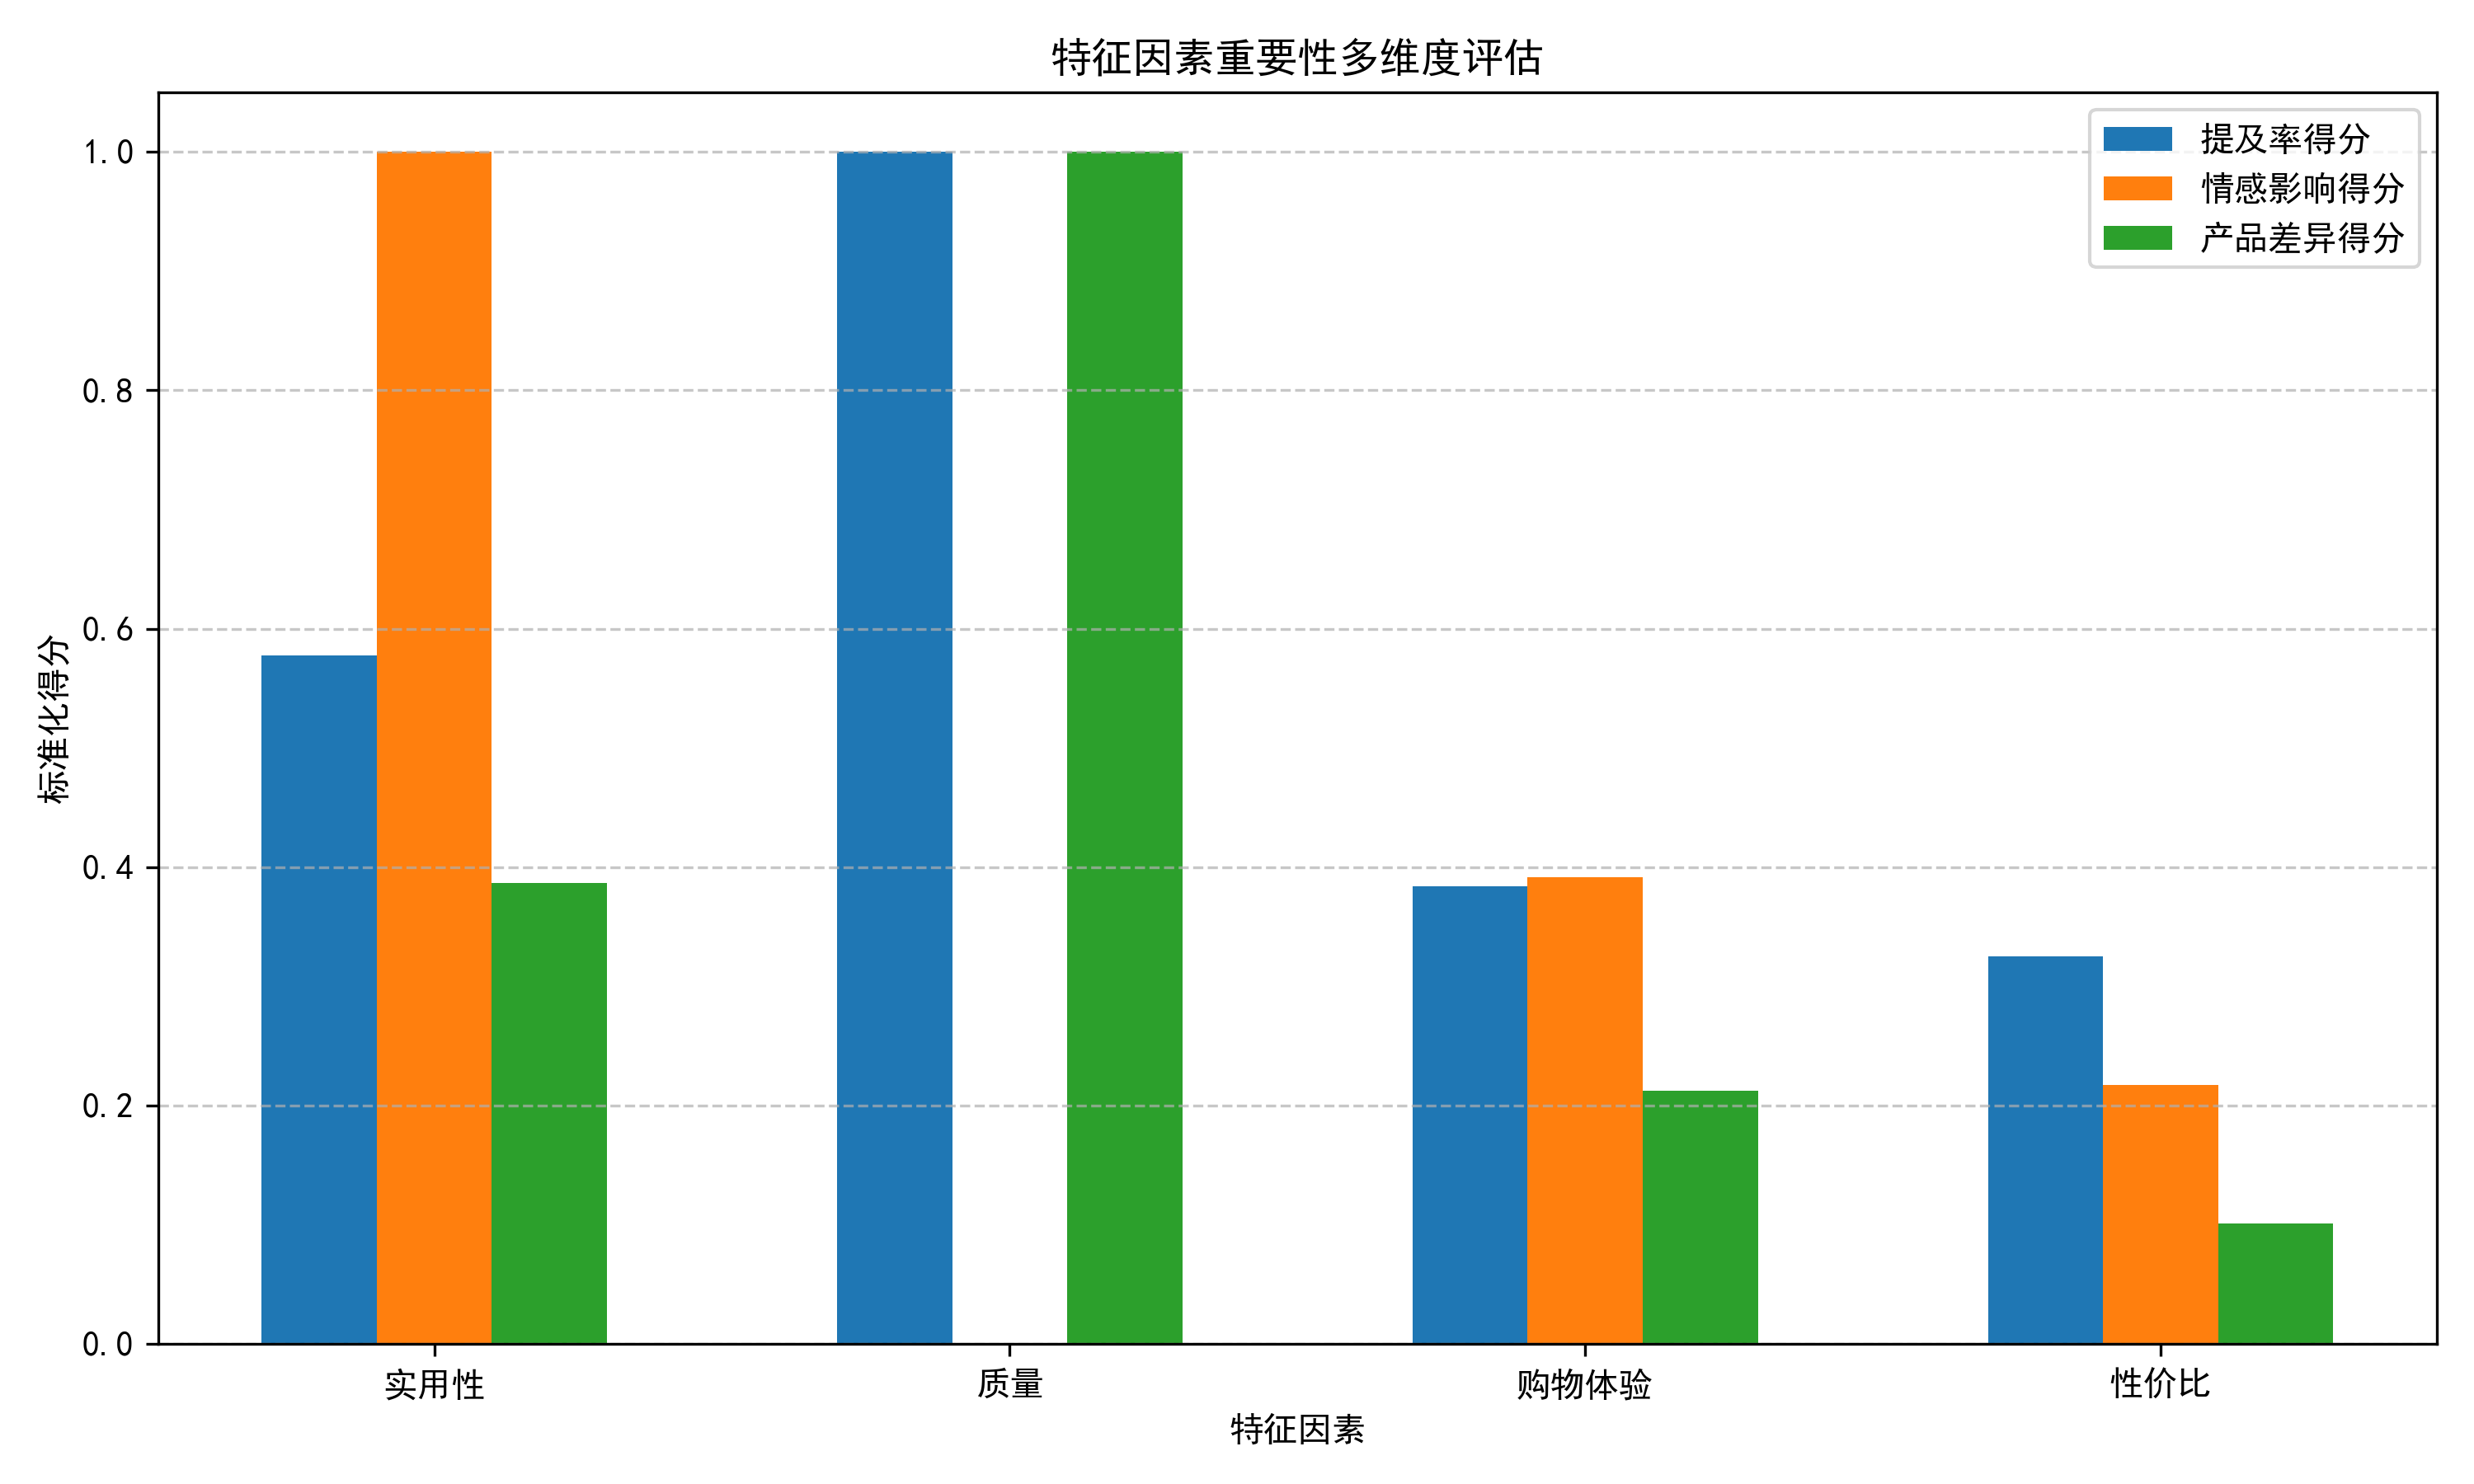 特征因素重要性多维度评估
提及率得分
情感影响得分
产品差异得分
标准化得分
1.0
0.8
0.6
0.4
0.2
0.0
实用性
质量
购物体验
性价比
特征因素